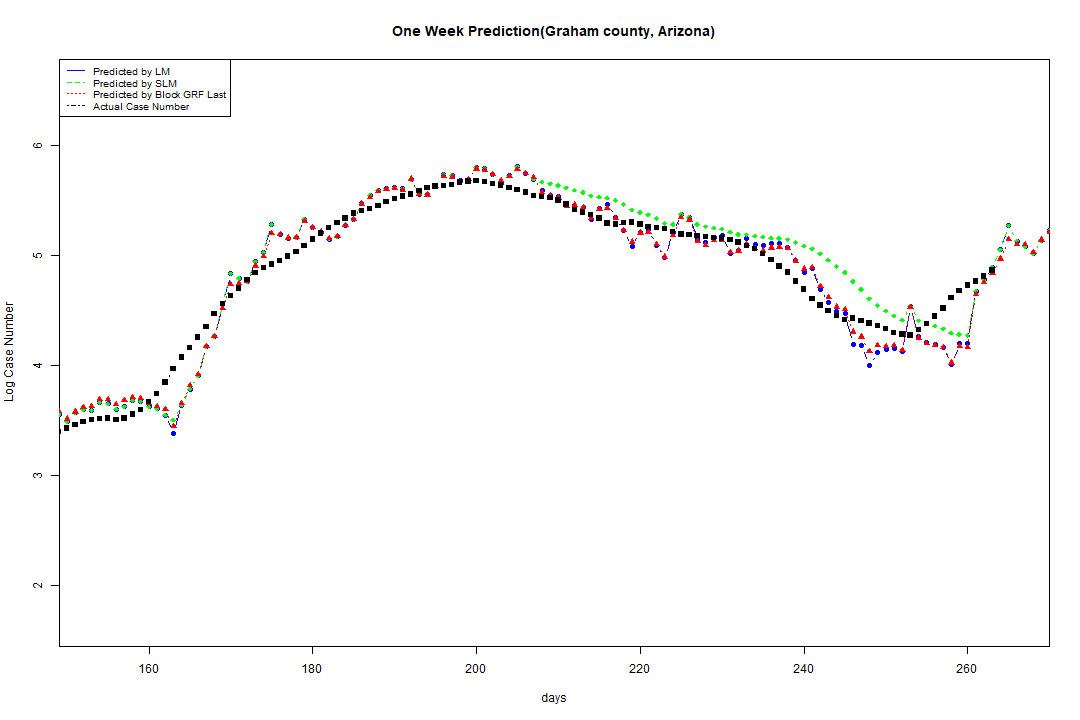 One Week Prediction(Graham county, Arizona)
Predicted by LM
Predicted by SLM
Predicted by Block GRF Last
Actual Case Number
6
5
4
3
2
Log Case Number
160 180 200 220 240 260
days